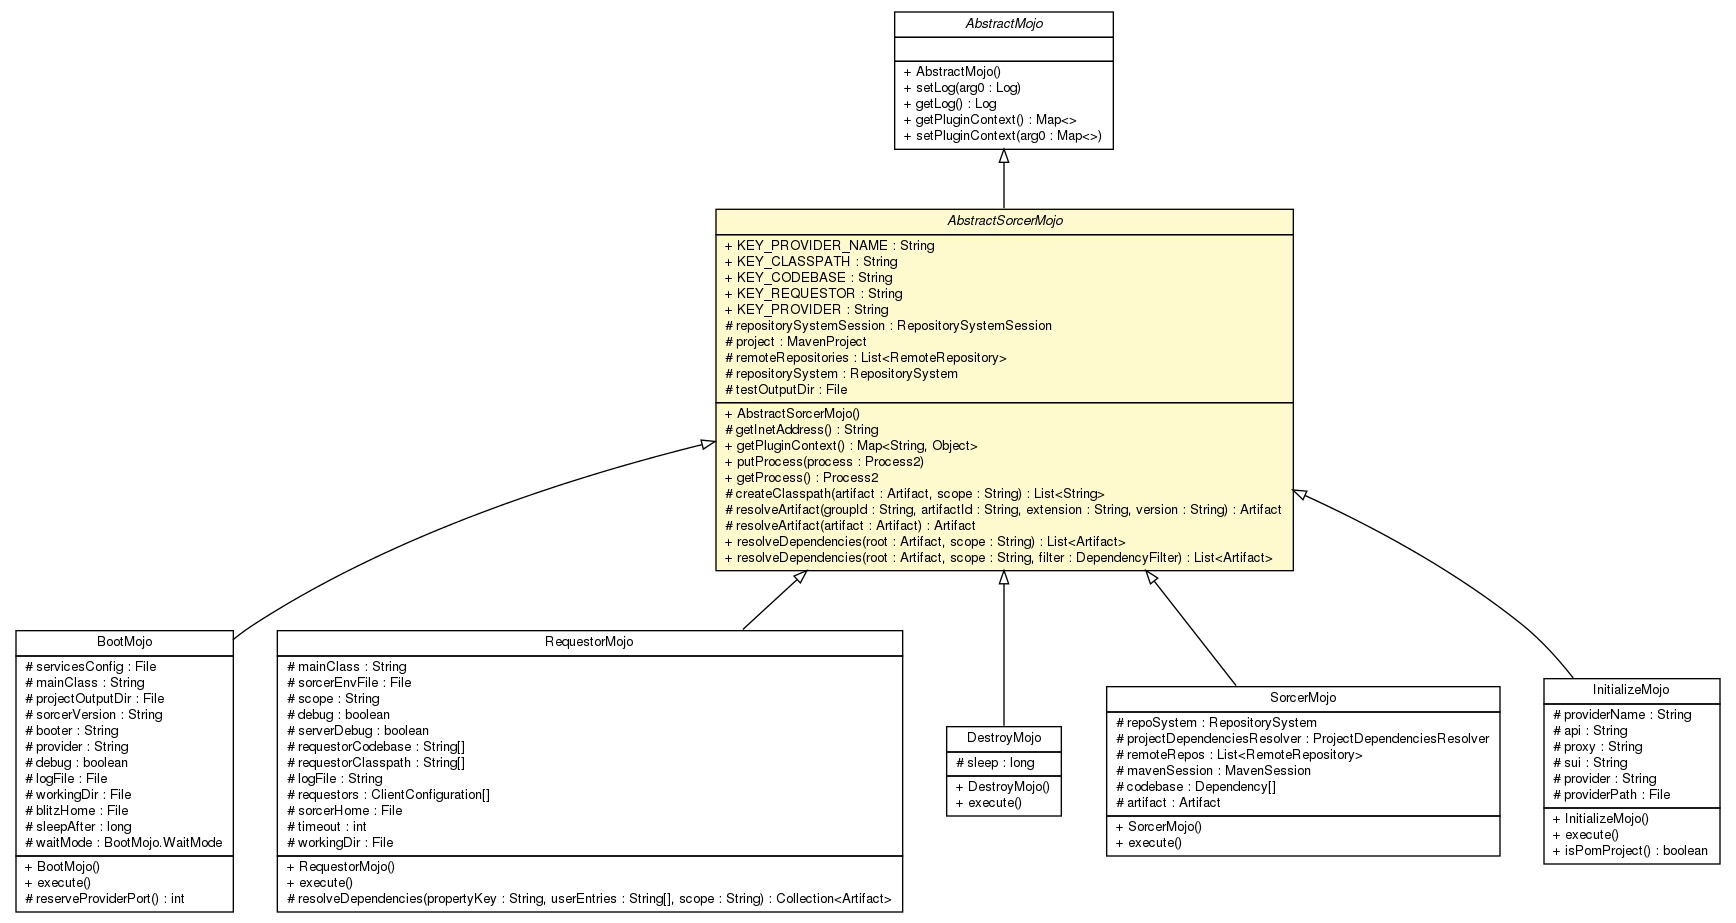 AbstractMojo
+ AbstractMojo()
+ setLog(arg0 : Log)
+ getLog() : Log
+ getPluginContext() : Map<>
+ setPluginContext(arg0 : Map<>)
AbstractSorcerMojo
+ KEY_PROVIDER_NAME : String
+ KEY_CLASSPATH : String
+ KEY_CODEBASE : String
+ KEY_REQUESTOR : String
+ KEY_PROVIDER : String
# repositorySystemSession : RepositorySystemSession
# project : MavenProject
# remoteRepositories : List<RemoteRepository>
# repositorySystem : RepositorySystem
# testOutputDir : File
+ AbstractSorcerMojo()
# getInetAddress() : String
+ getPluginContext() : Map<String, Object>
+ putProcess(process : Process2)
+ getProcess() : Process2
# createClasspath(artifact : Artifact, scope : String) : List<String>
# resolveArtifact(groupId : String, artifactId : String, extension : String, version : String) : Artifact
# resolveArtifact(artifact : Artifact) : Artifact
+ resolveDependencies(root : Artifact, scope : String) : List<Artifact>
+ resolveDependencies(root : Artifact, scope : String, filter : DependencyFilter) : List<Artifact>
BootMojo
# servicesConfig : File
# mainClass : String
# projectOutputDir : File
# sorcerVersion : String
# booter : String
# provider : String
# debug : boolean
# logFile : File
# workingDir : File
# blitzHome : File
# sleepAfter : long
# waitMode : BootMojo.WaitMode
+ BootMojo()
+ execute()
# reserveProviderPort() : int
RequestorMojo
# mainClass : String
# sorcerEnvFile : File
# scope : String
# debug : boolean
# serverDebug : boolean
# requestorCodebase : String[]
# requestorClasspath : String[]
# logFile : String
# requestors : ClientConfiguration[]
# sorcerHome : File
# timeout : int
# workingDir : File
+ RequestorMojo()
+ execute()
# resolveDependencies(propertyKey : String, userEntries : String[], scope : String) : Collection<Artifact>
DestroyMojo
# sleep : long
+ DestroyMojo()
+ execute()
SorcerMojo
# repoSystem : RepositorySystem
# projectDependenciesResolver : ProjectDependenciesResolver
# remoteRepos : List<RemoteRepository>
# mavenSession : MavenSession
# codebase : Dependency[]
# artifact : Artifact
+ SorcerMojo()
+ execute()
InitializeMojo
# providerName : String
# api : String
# proxy : String
# sui : String
# provider : String
# providerPath : File
+ InitializeMojo()
+ execute()
+ isPomProject() : boolean